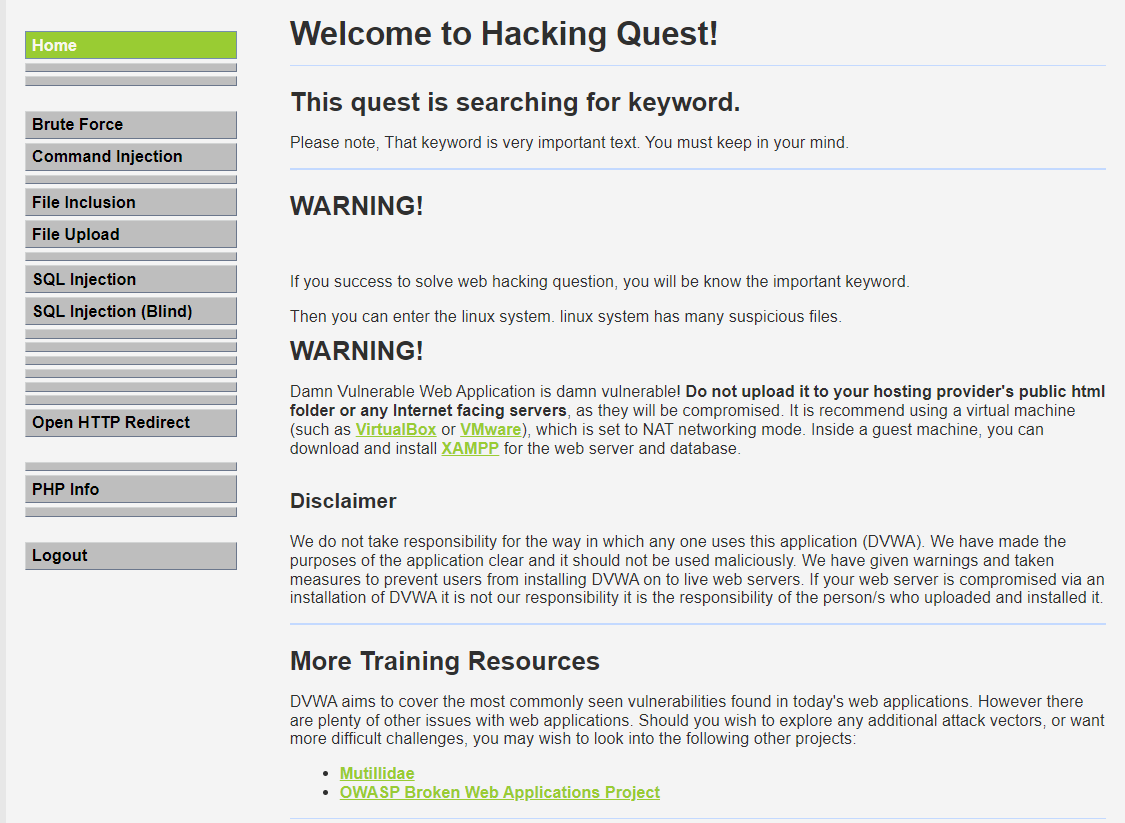 Home
Brute Force
Command Injection
File Inclusion
File Upload
SQL Injection
SQL Injection (Blind)
Open HTTP Redirect
PHP Info
Logout
Welcome to Hacking Quest!
This quest is searching for keyword.
Please note, That keyword is very important text. You must keep in your mind.
WARNING!
If you success to solve web hacking question, you will be know the important keyword.
Then you can enter the linux system. linux system has many suspicious files.
WARNING!
Damn Vulnerable Web Application is damn vulnerable! Do not upload it to your hosting provider's public html
folder or any Internet facing servers, as they will be compromised. It is recommend using a virtual machine
(such as VirtualBox or VMware), which is set to NAT networking mode. Inside a guest machine, you can
download and install XAMPP for the web server and database.
Disclaimer
We do not take responsibility for the way in which any one uses this application (DVWA). We have made the
purposes of the application clear and it should not be used maliciously. We have given warnings and taken
measures to prevent users from installing DVWA on to live web servers. If your web server is compromised via an
installation of DVWA it is not our responsibility it is the responsibility of the person/s who uploaded and installed it.
More Training Resources
DVWA aims to cover the most commonly seen vulnerabilities found in today's web applications. However there
are plenty of other issues with web applications. Should you wish to explore any additional attack vectors, or want
more difficult challenges, you may wish to look into the following other projects:
• Mutillidae
• OWASP Broken Web Applications Project